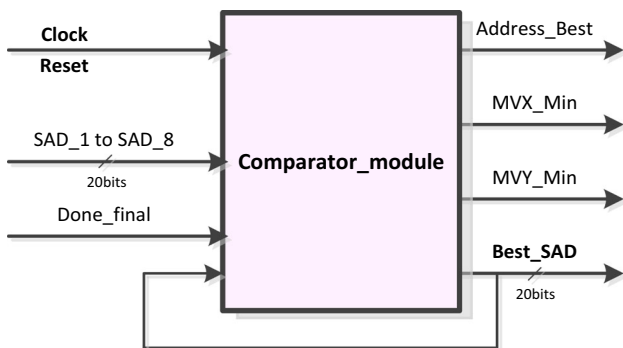 Clock
Reset
SAD_1 to SAD_8
20bits
Done_final
Comparator_module
Address_Best
MVX_Min
MVY_Min
Best_SAD
20bits